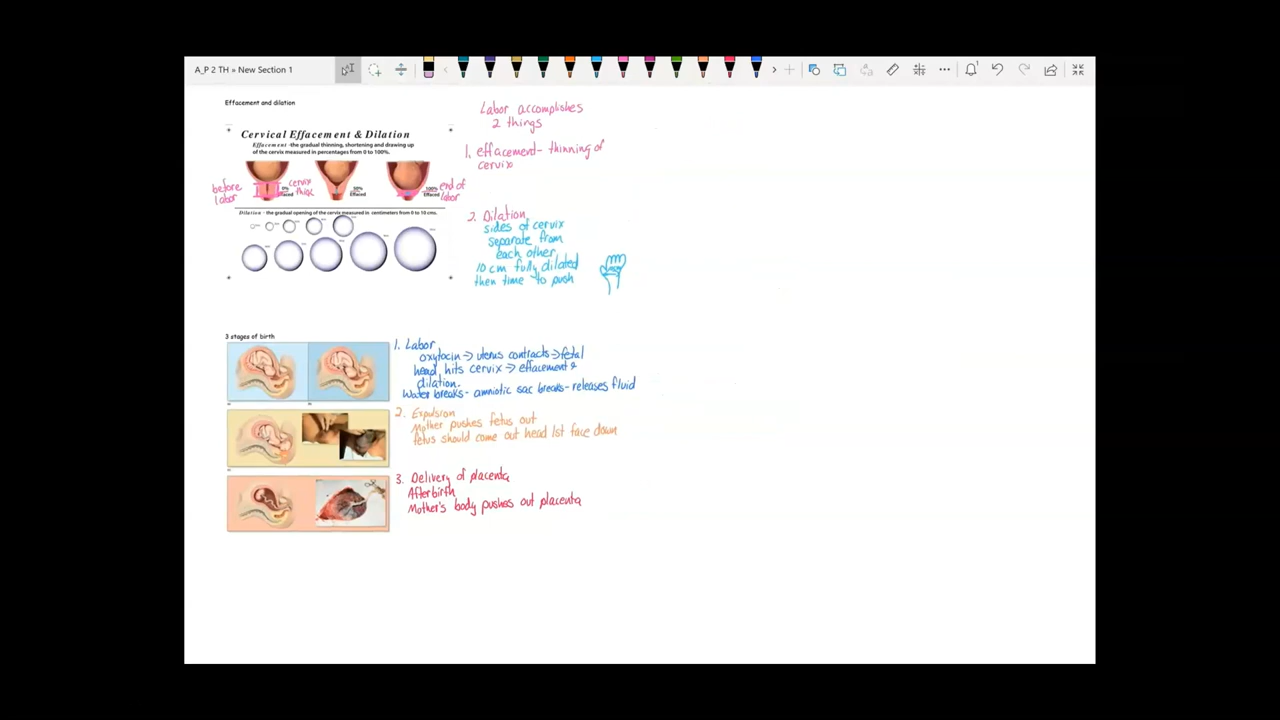 A_P 2 TH » New Section 1
Effacement and dilation
Cervical Effacement & Dilation
Effacement - the gradual thinning, shortening and drawing up
of the cervix measured in percentages from 0 to 100%.
before
labor
cervix
thick
0%
Effaced
50%
Effaced
100%
Effaced
end of
labor
Dilation - the gradual opening of the cervix measured in centimeters from 0 to 10 cms.
Labor accomplishes
2 things
1. effacement- thinning of
cervix
2. Dilation
sides of cervix
separate from
each other
10 cm fully dilated
then time to push
3 stages of birth
1. Labor
oxytocin → uterus contracts → fetal
head hits cervix → effacement &
dilation.
Water breaks- amniotic sac breaks- releases fluid
2. Expulsion
Mother pushes fetus out
fetus should come out head 1st face down
3. Delivery of placenta
Afterbirth
Mother's body pushes out placenta